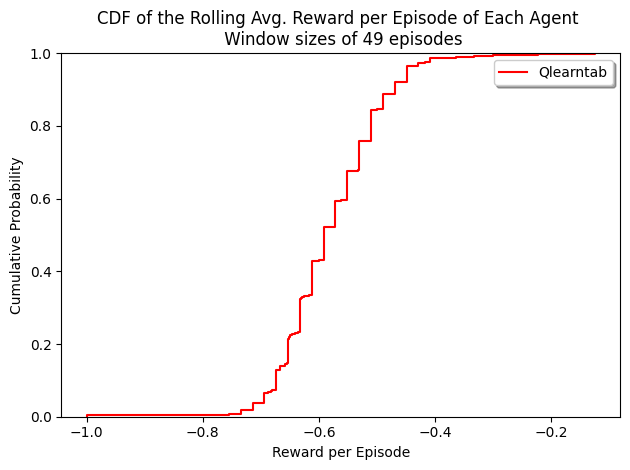 CDF of the Rolling Avg. Reward per Episode of Each Agent
Window sizes of 49 episodes
Qlearntab
Cumulative Probability
1.0
0.8
0.6
0.4
0.2
0.0
−1.0 −0.8 −0.6 −0.4 −0.2
Reward per Episode